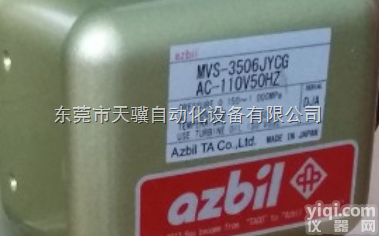 azbil
MVS-3506JYCG
AC-110V50HZ
东莞市天骥自动化设备有限公司
USE TURBINE OIL
DJA
Azbil TA Co.,Ltd. MADE IN JAPAN
azbil
yiqi.com
仪器网